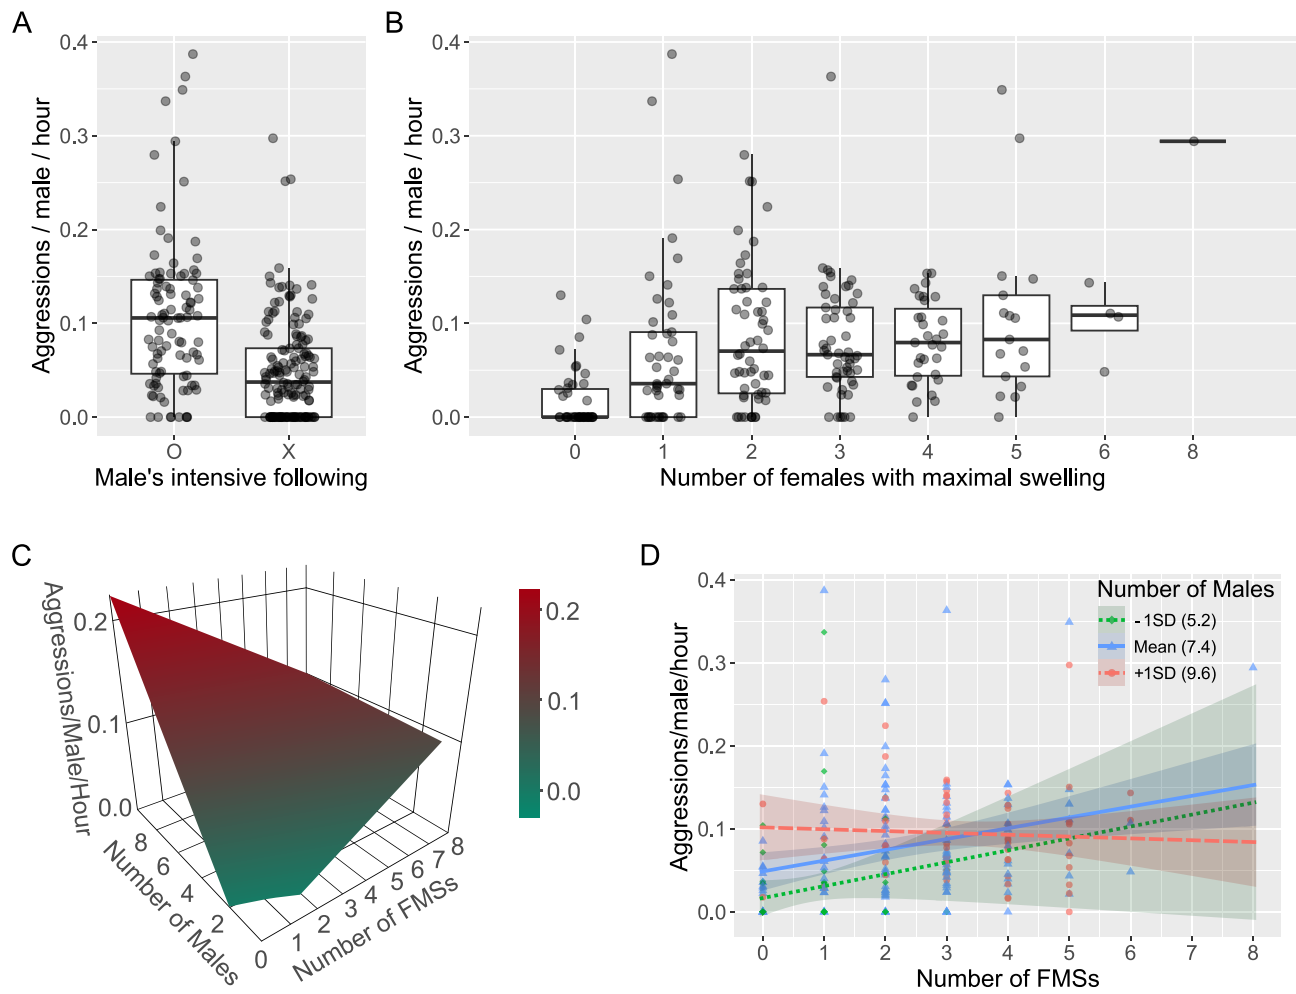 A
B
Aggressions / male / hour
0.4
0.3
0.2
0.1
0.0
O X
Male's intensive following
Aggressions / male / hour
0.4
0.3
0.2
0.1
0.0
0 1 2 3 4 5 6 8
Number of females with maximal swelling
C
Aggressions/Male/Hour
0.2
0.1
0.0
8
6
4
2
Number of Males
0 1 2 3 4 5 6 7 8
Number of FMSs
0.2
0.1
0.0
D
Aggressions/male/hour
0.4
0.3
0.2
0.1
0.0
Number of Males
-1SD (5.2)
Mean (7.4)
+1SD (9.6)
0 1 2 3 4 5 6 7 8
Number of FMSs